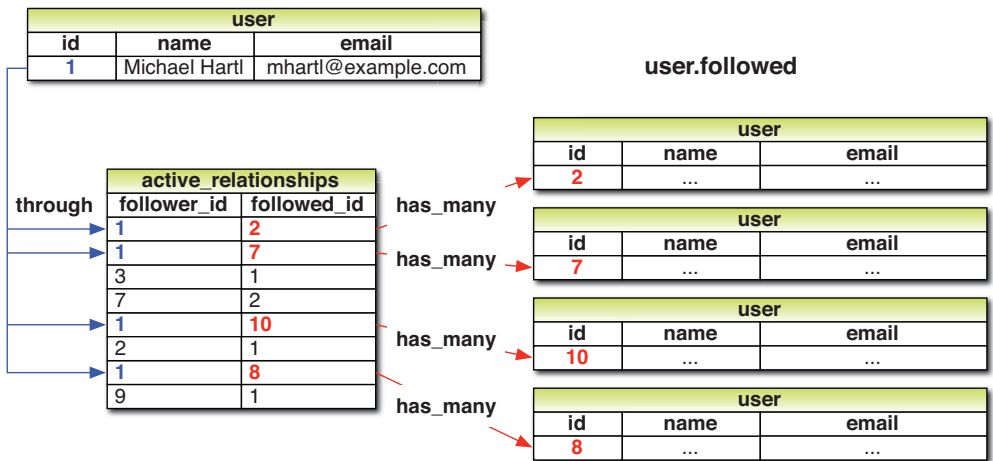 user
id name email
1 Michael Hartl mhartl@example.com
user.followed
active_relationships
through follower_id followed_id
1 2
1 7
3 1
7 2
1 10
2 1
1 8
9 1
has_many
has_many
has_many
has_many
user
id name email
2 ... ...
user
id name email
7 ... ...
user
id name email
10 ... ...
user
id name email
8 ... ...